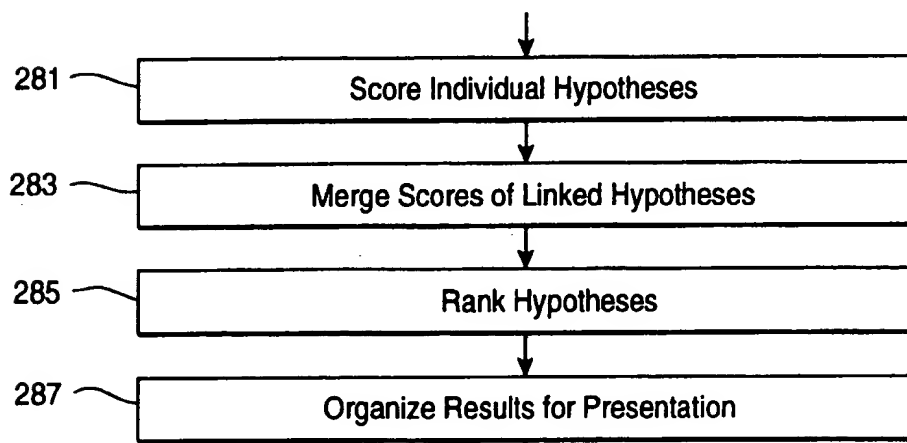 281 Score Individual Hypotheses
283 Merge Scores of Linked Hypotheses
285 Rank Hypotheses
287 Organize Results for Presentation